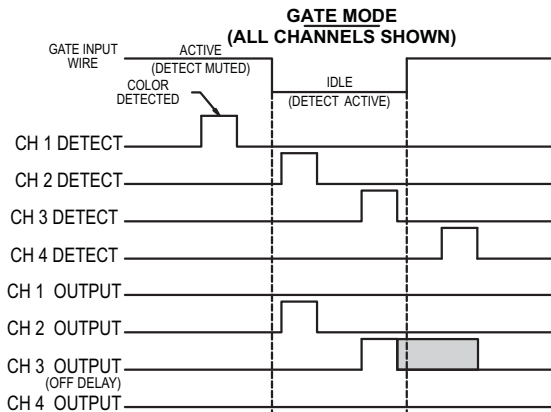 GATE MODE
(ALL CHANNELS SHOWN)
GATE INPUT
WIRE
ACTIVE
(DETECT MUTED)
IDLE
(DETECT ACTIVE)
COLOR
DETECTED
CH 1 DETECT
CH 2 DETECT
CH 3 DETECT
CH 4 DETECT
CH 1 OUTPUT
CH 2 OUTPUT
CH 3 OUTPUT
(OFF DELAY)
CH 4 OUTPUT